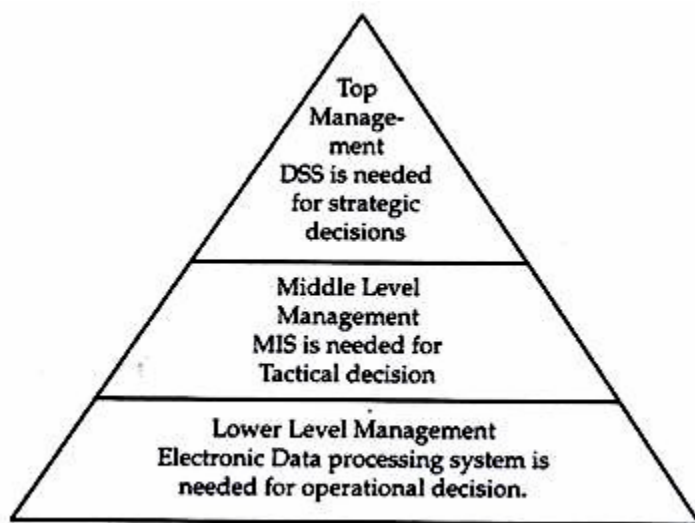 Top
Manage-
ment
DSS is needed
for strategic
decisions
Middle Level
Management
MIS is needed for
Tactical decision
Lower Level Management
Electronic Data processing system is
needed for operational decision.